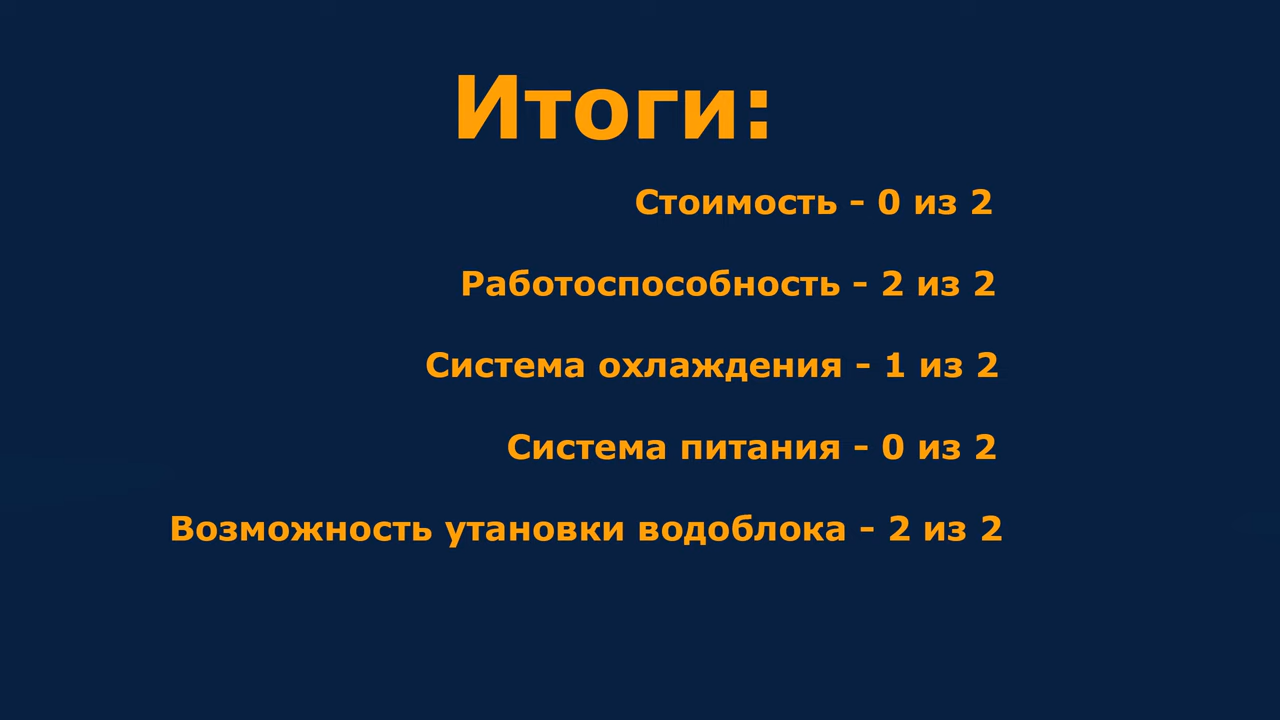 Итоги:
Стоимость - 0 из 2
Работоспособность - 2 из 2
Система охлаждения - 1 из 2
Система питания - 0 из 2
Возможность утановки водоблока - 2 из 2